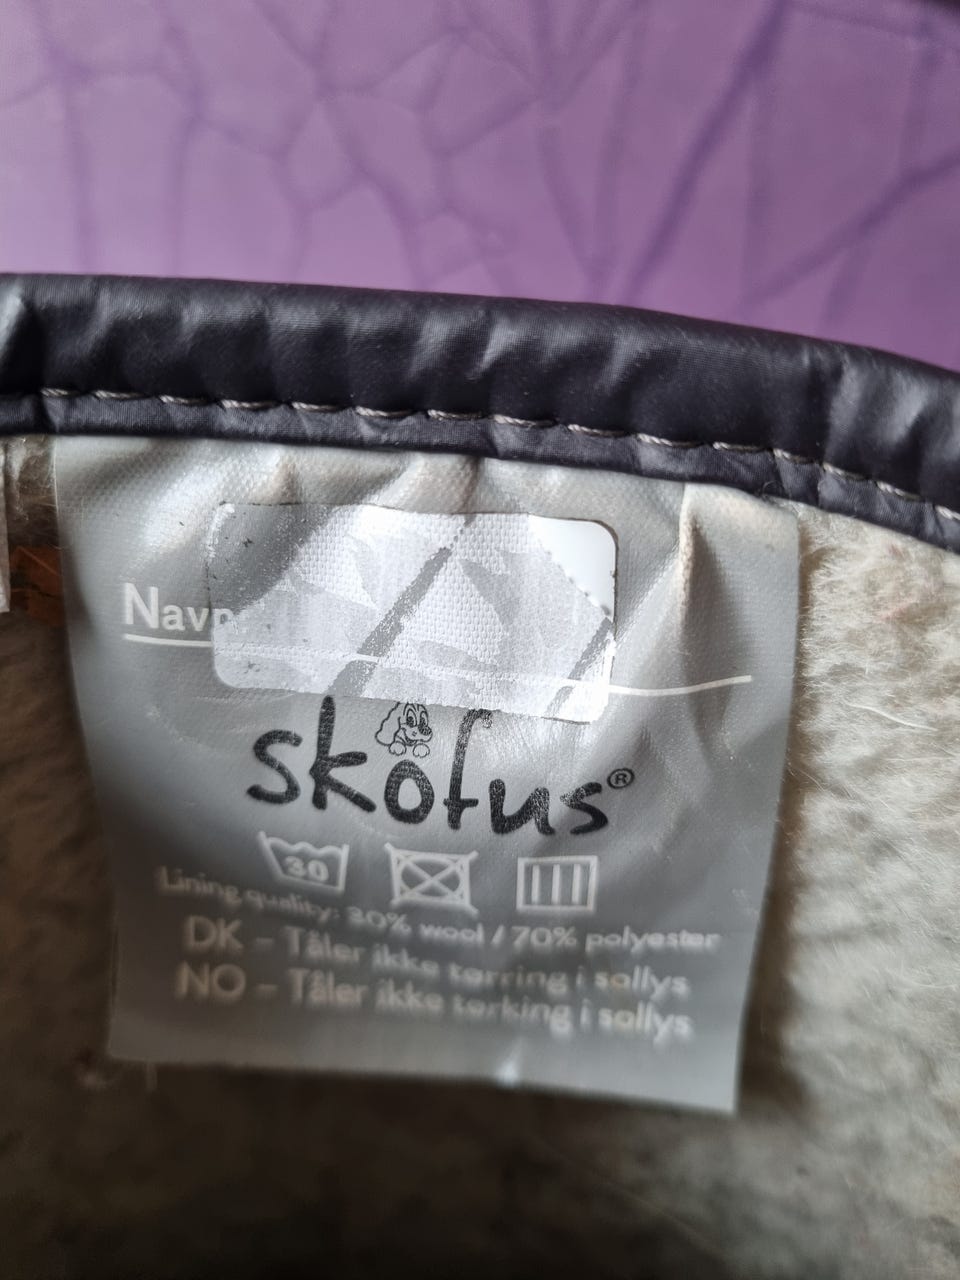 Navn:
skofus®
30
Lining quality: 30% wool / 70% polyester
DK - Tåler ikke tørring i sollys
NO - Tåler ikke tørking i sollys